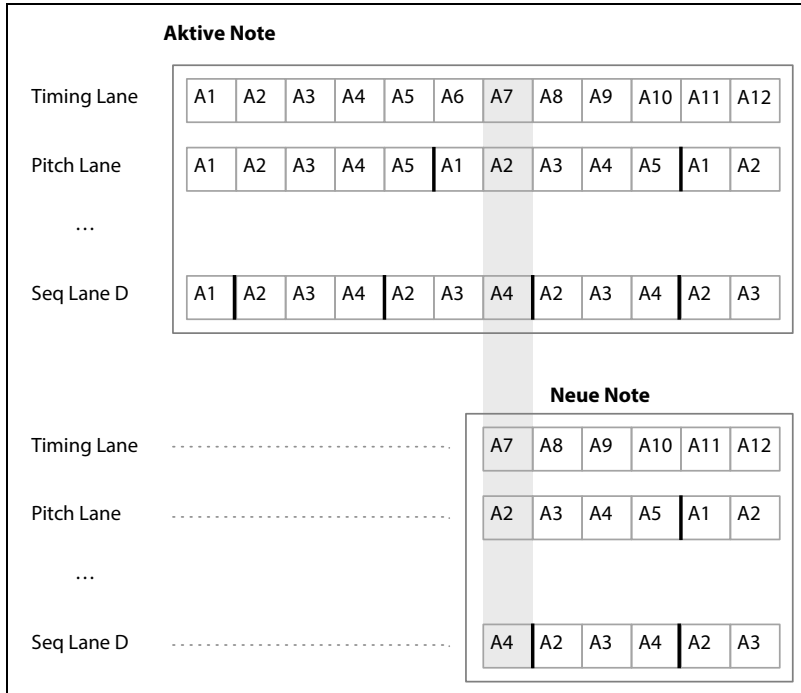 Aktive Note
Timing Lane A1 A2 A3 A4 A5 A6 A7 A8 A9 A10 A11 A12
Pitch Lane A1 A2 A3 A4 A5 A1 A2 A3 A4 A5 A1 A2
...
Seq Lane D A1 A2 A3 A4 A2 A3 A4 A2 A3 A4 A2 A3
Neue Note
Timing Lane A7 A8 A9 A10 A11 A12
Pitch Lane A2 A3 A4 A5 A1 A2
...
Seq Lane D A4 A2 A3 A4 A2 A3